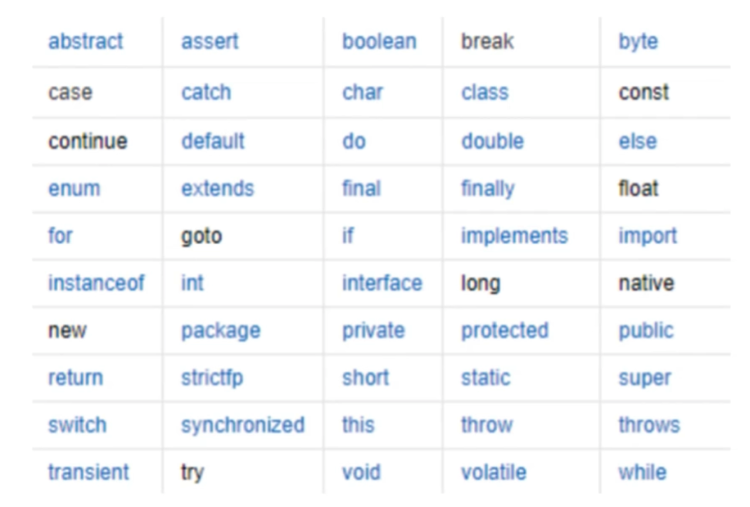 abstract assert boolean break byte
case catch char class const
continue default do double else
enum extends final finally float
for goto if implements import
instanceof int interface long native
new package private protected public
return strictfp short static super
switch synchronized this throw throws
transient try void volatile while